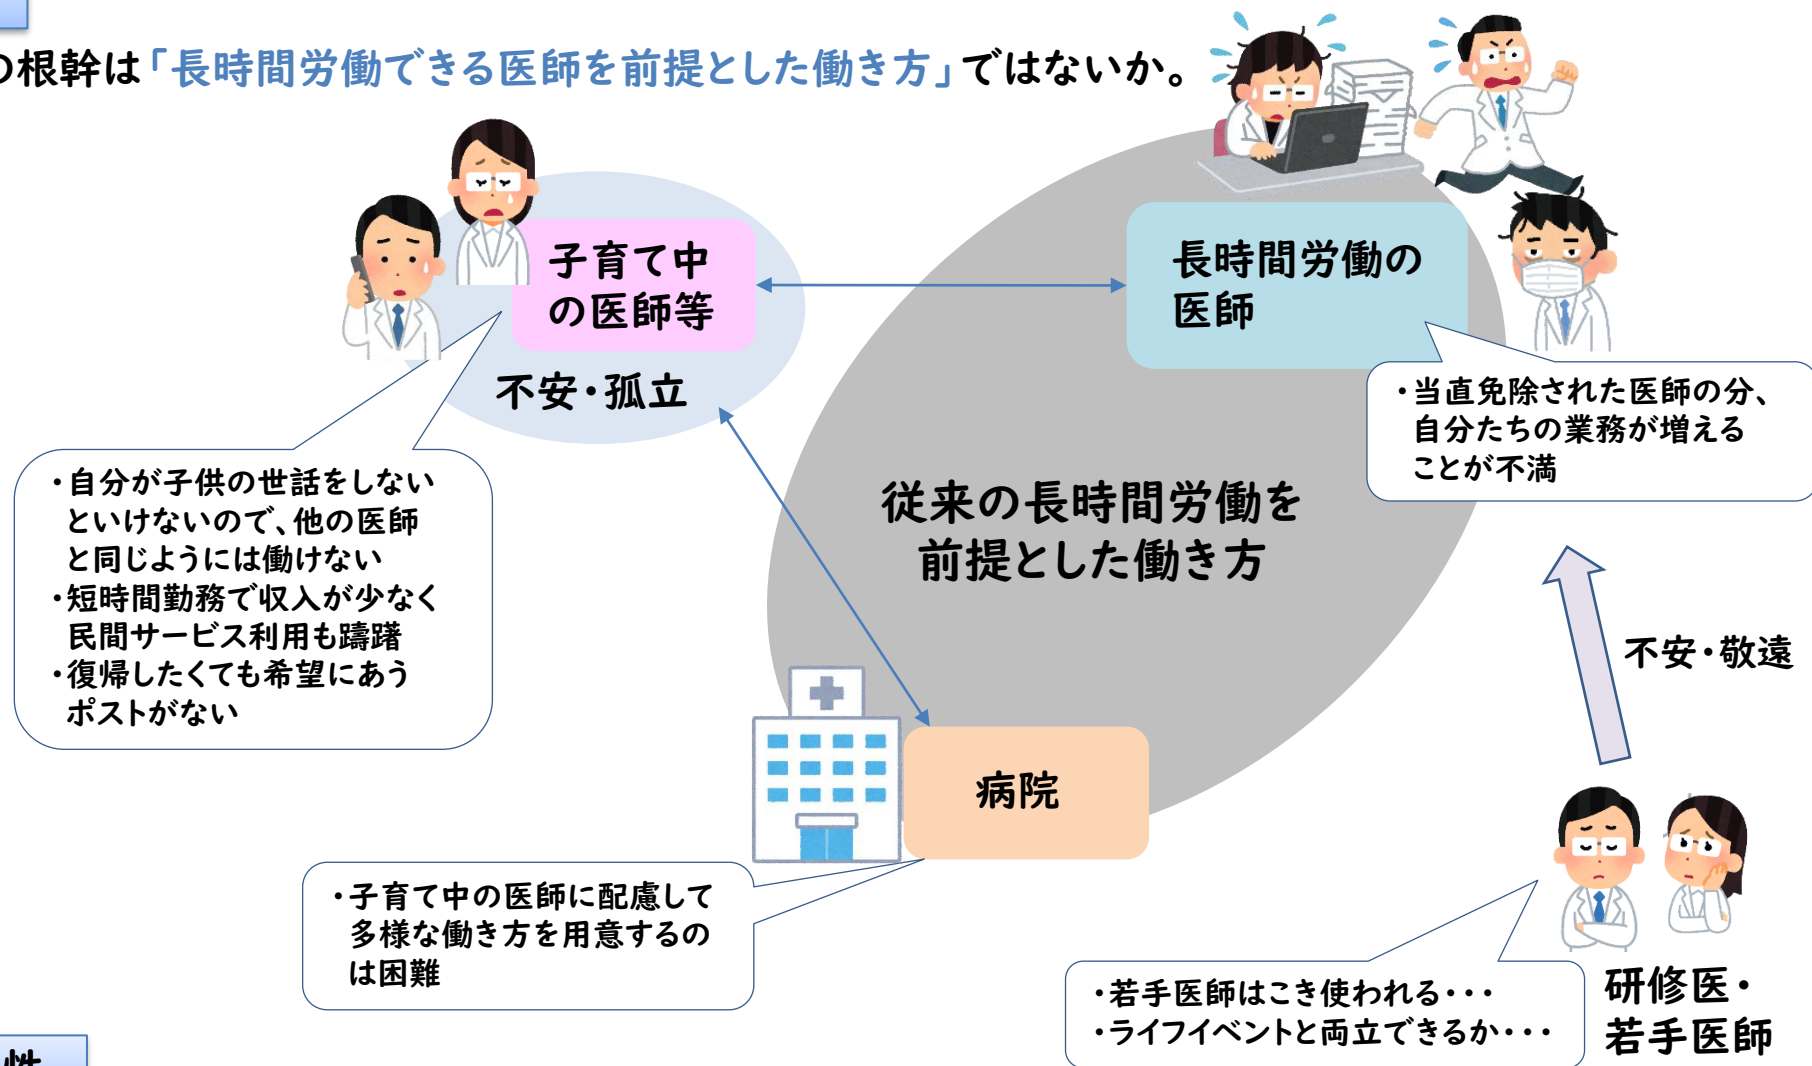 の根幹は「長時間労働できる医師を前提とした働き方」ではないか。
子育て中
の医師等
不安・孤立
長時間労働の
医師
・当直免除された医師の分、
自分たちの業務が増える
ことが不満
・自分が子供の世話をしない
といけないので、他の医師
と同じようには働けない
・短時間勤務で収入が少なく
民間サービス利用も躊躇
・復帰したくても希望にあう
ポストがない
従来の長時間労働を
前提とした働き方
不安・敬遠
病院
・子育て中の医師に配慮して
多様な働き方を用意するの
は困難
・若手医師はこき使われる・・・
・ライフイベントと両立できるか・・・
研修医・
若手医師
性